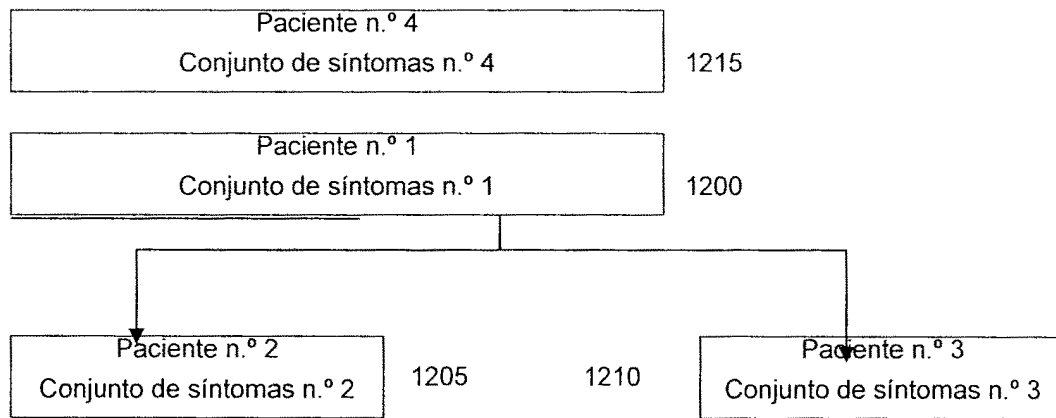 Paciente n.º 4
Conjunto de síntomas n.º 4
1215
Paciente n.º 1
Conjunto de síntomas n.º 1
1200
Paciente n.º 2
Conjunto de síntomas n.º 2
1205
1210
Paciente n.º 3
Conjunto de síntomas n.º 3